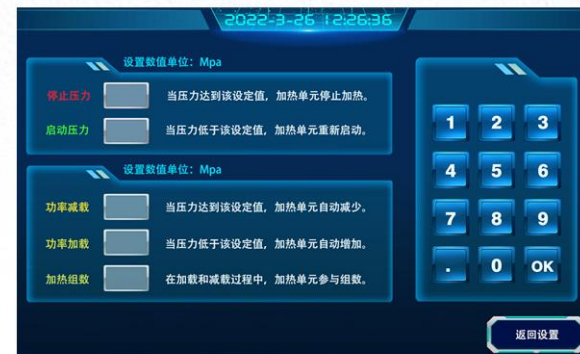 2022-3-26 12:26:36
设置数值单位：Mpa
停止压力 当压力达到该设定值，加热单元停止加热。
启动压力 当压力低于该设定值，加热单元重新启动。
设置数值单位：Mpa
功率减载 当压力达到该设定值，加热单元自动减少。
功率加载 当压力低于该设定值，加热单元自动增加。
加热组数 在加载和减载过程中，加热单元参与组数。
1 2 3
4 5 6
7 8 9
. 0 OK
返回设置